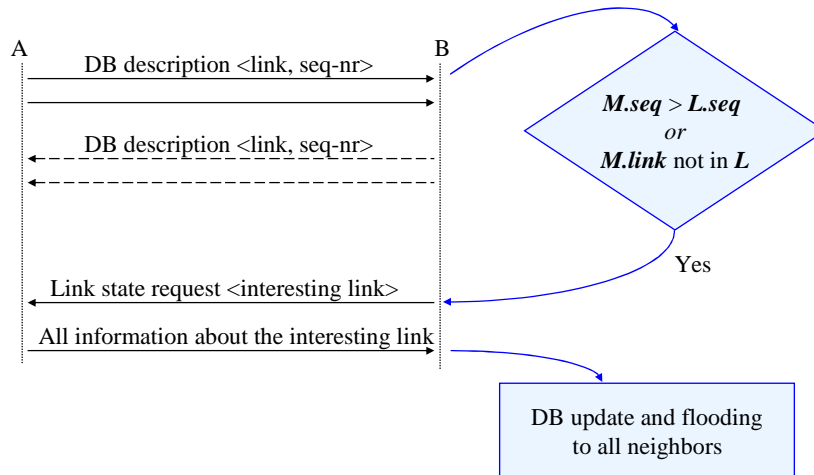 A
B
DB description <link, seq-nr>
M.seq > L.seq
or
M.link not in L
DB description <link, seq-nr>
Yes
Link state request <interesting link>
All information about the interesting link
DB update and flooding
to all neighbors